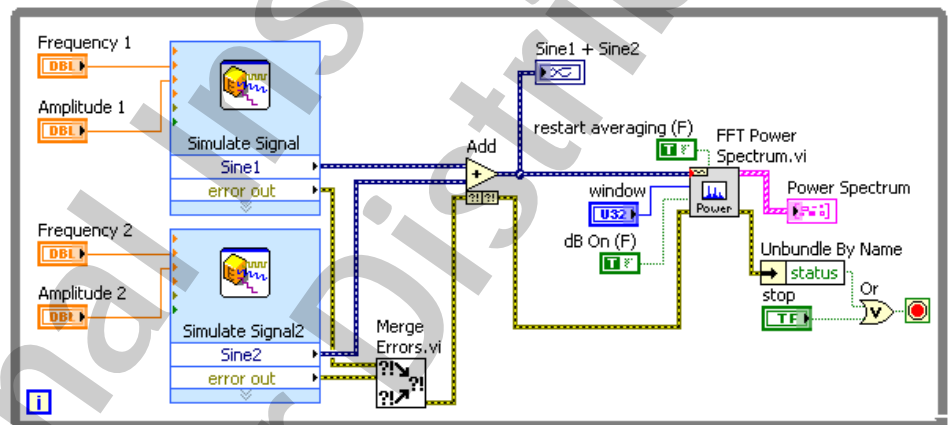 Frequency 1
DBL
Amplitude 1
DBL
Simulate Signal
Sine1
error out
Frequency 2
DBL
Amplitude 2
DBL
Simulate Signal2
Sine2
error out
Merge
Errors.vi
?!
?!
?!
Add
?! ?!
Sine1 + Sine2
restart averaging (F)
T F
window
U32
dB On (F)
T F
FFT Power
Spectrum.vi
Power
Power Spectrum
Unbundle By Name
status
stop
TF
Or
V
i